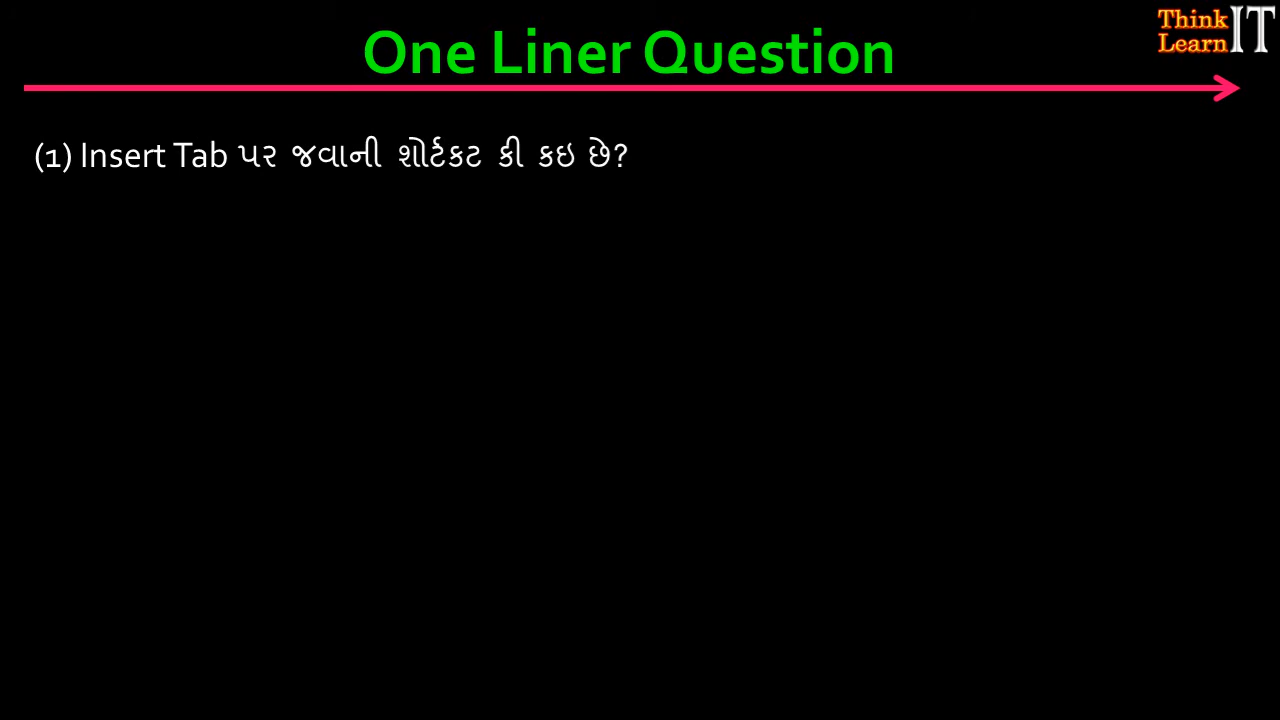 One Liner Question
Think
Learn
IT
(1) Insert Tab પર જવાની શોર્ટકટ કી કઇ છે?